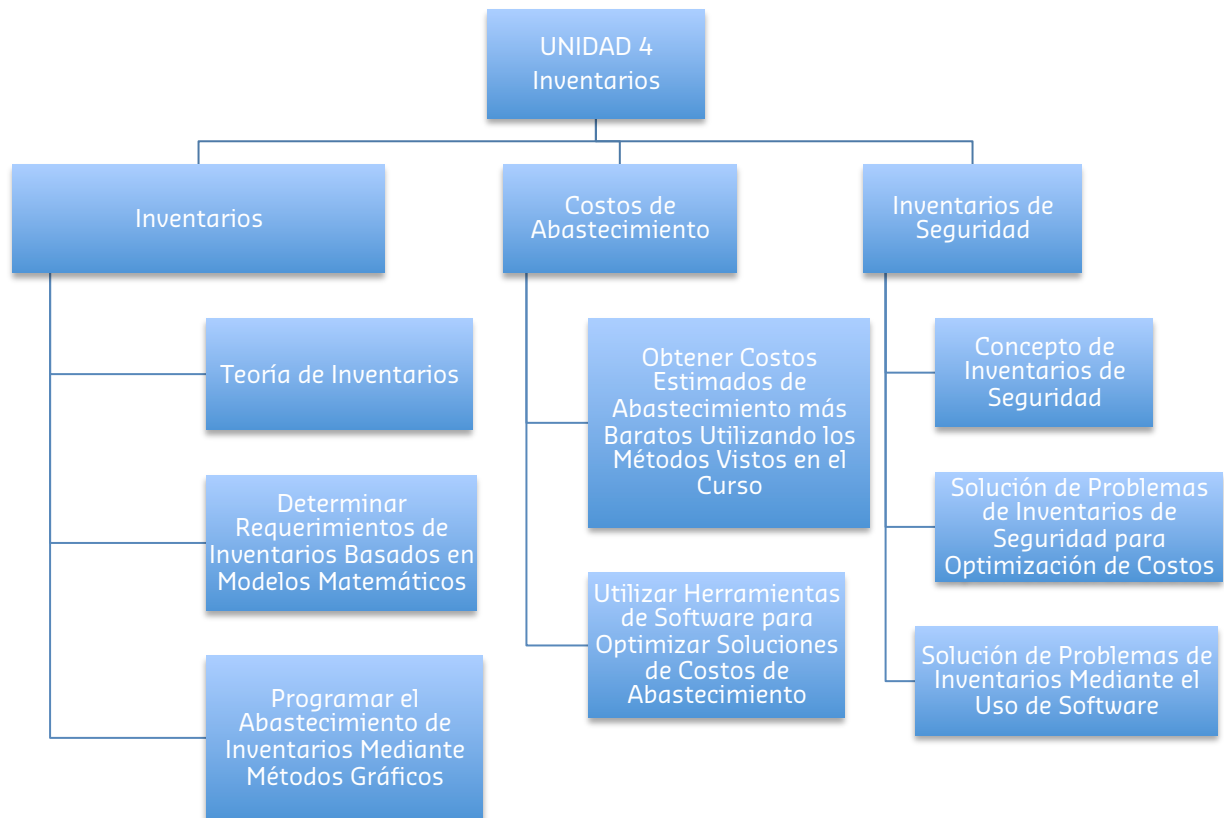 UNIDAD 4
Inventarios
Inventarios
Teoría de Inventarios
Determinar
Requerimientos de
Inventarios Basados en
Modelos Matemáticos
Programar el
Abastecimiento de
Inventarios Mediante
Métodos Gráficos
Costos de
Abastecimiento
Obtener Costos
Estimados de
Abastecimiento más
Baratos Utilizando los
Métodos Vistos en el
Curso
Utilizar Herramientas
de Software para
Optimizar Soluciones
de Costos de
Abastecimiento
Inventarios de
Seguridad
Concepto de
Inventarios de
Seguridad
Solución de Problemas
de Inventarios de
Seguridad para
Optimización de Costos
Solución de Problemas de
Inventarios Mediante el
Uso de Software